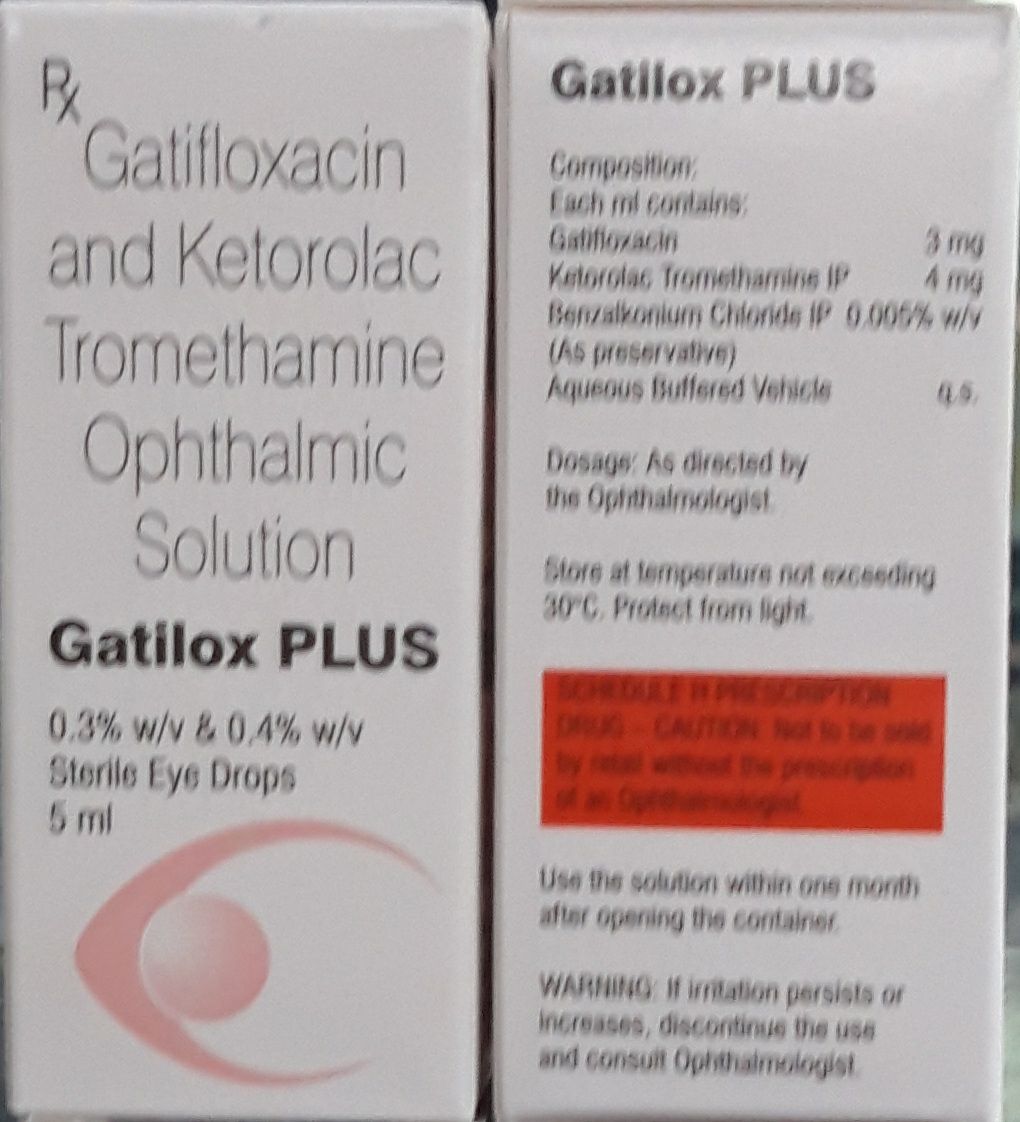 Rx
Gatifloxacin
and Ketorolac
Tromethamine
Ophthalmic
Solution
Gatilox PLUS
0.3% w/v & 0.4% w/v
Sterile Eye Drops
5 ml
Gatilox PLUS
Composition:
Each ml contains:
Gatifloxacin 3 mg
Ketorolac Tromethamine IP 4 mg
Benzalkonium Chloride IP 0.005% w/v
(As preservative)
Aqueous Buffered Vehicle q.s.
Dosage: As directed by
the Ophthalmologist.
Store at temperature not exceeding
30°C. Protect from light.
SCHEDULE H PRESCRIPTION
DRUG - CAUTION Not to be sold
by retail without the prescription
of an Ophthalmologist
Use the solution within one month
after opening the container.
WARNING: If irritation persists or
increases, discontinue the use
and consult Ophthalmologist.